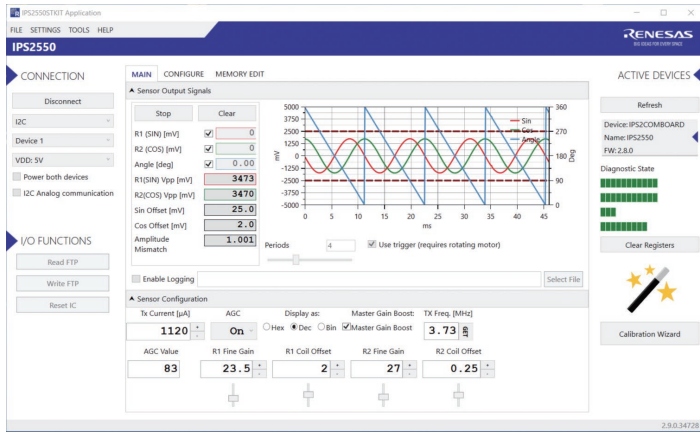 IPS2550STKIT Application
FILE SETTINGS TOOLS HELP
RENESAS
BIG IDEAS FOR EVERY SPACE
IPS2550
CONNECTION
Disconnect
I2C
Device 1
VDD: 5V
Power both devices
I2C Analog communication
I/O FUNCTIONS
Read FTP
Write FTP
Reset IC
MAIN CONFIGURE MEMORY EDIT
Sensor Output Signals
Stop Clear
R1 (SIN) [mV] 0
R2 (COS) [mV] 0
Angle [deg] 0.00
R1(SIN) Vpp [mV] 3473
R2(COS) Vpp [mV] 3470
Sin Offset [mV] 25.0
Cos Offset [mV] 2.0
Amplitude
Mismatch 1.001
mV
5000
3750
2500
1250
0
-1250
-2500
-3750
-5000
Sin
Cos
Angle
360
270
180
90
0
Deg
0 5 10 15 20 25 30 35 40 45
ms
Periods 4 Use trigger (requires rotating motor)
Enable Logging Select File
Sensor Configuration
Tx Current [µA] AGC Display as: Master Gain Boost: TX Freq. [MHz]
1120 On Hex Dec Bin Master Gain Boost 3.73 GET
AGC Value R1 Fine Gain R1 Coil Offset R2 Fine Gain R2 Coil Offset
83 23.5 2 27 0.25
ACTIVE DEVICES
Refresh
Device: IPS2COMBOARD
Name: IPS2550
FW: 2.8.0
Diagnostic State
Clear Registers
Calibration Wizard
2.9.0.34728